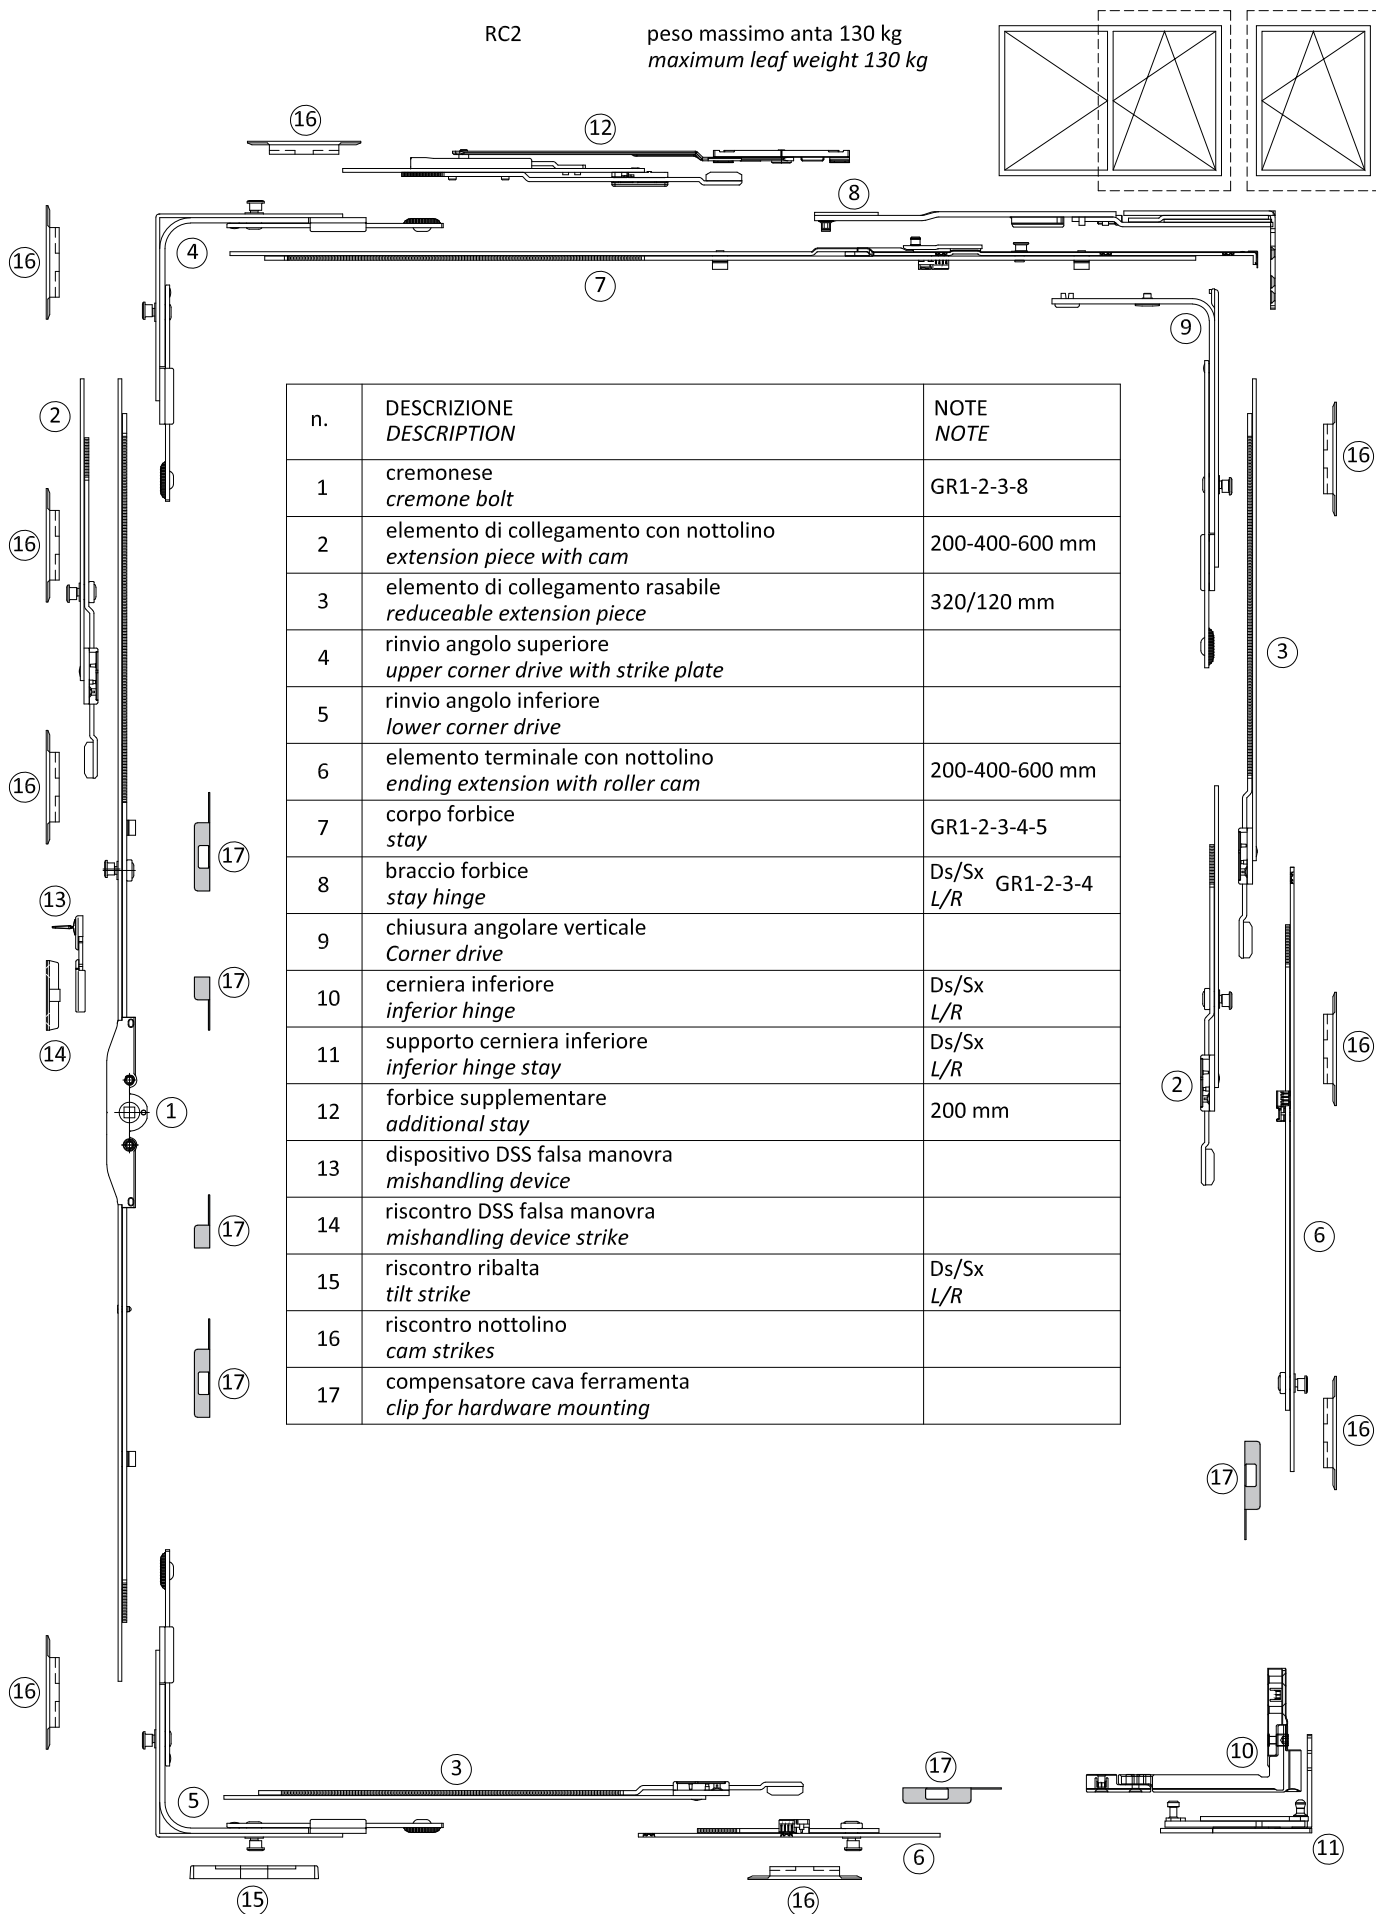 RC2
peso massimo anta 130 kg
maximum leaf weight 130 kg
16
12
8
16
4
7
9
2
16
16
3
16
17
13
17
14
1
16
2
17
6
17
16
17
16
3
17
10
5
6
11
15
16
n. DESCRIZIONE NOTE
DESCRIPTION NOTE
1 cremonese GR1-2-3-8
cremone bolt
2 elemento di collegamento con nottolino 200-400-600 mm
extension piece with cam
3 elemento di collegamento rasabile 320/120 mm
reduceable extension piece
4 rinvio angolo superiore
upper corner drive with strike plate
5 rinvio angolo inferiore
lower corner drive
6 elemento terminale con nottolino 200-400-600 mm
ending extension with roller cam
7 corpo forbice GR1-2-3-4-5
stay
8 braccio forbice Ds/Sx GR1-2-3-4
stay hinge L/R
9 chiusura angolare verticale
Corner drive
10 cerniera inferiore Ds/Sx
inferior hinge L/R
11 supporto cerniera inferiore Ds/Sx
inferior hinge stay L/R
12 forbice supplementare 200 mm
additional stay
13 dispositivo DSS falsa manovra
mishandling device
14 riscontro DSS falsa manovra
mishandling device strike
15 riscontro ribalta Ds/Sx
tilt strike L/R
16 riscontro nottolino
cam strikes
17 compensatore cava ferramenta
clip for hardware mounting